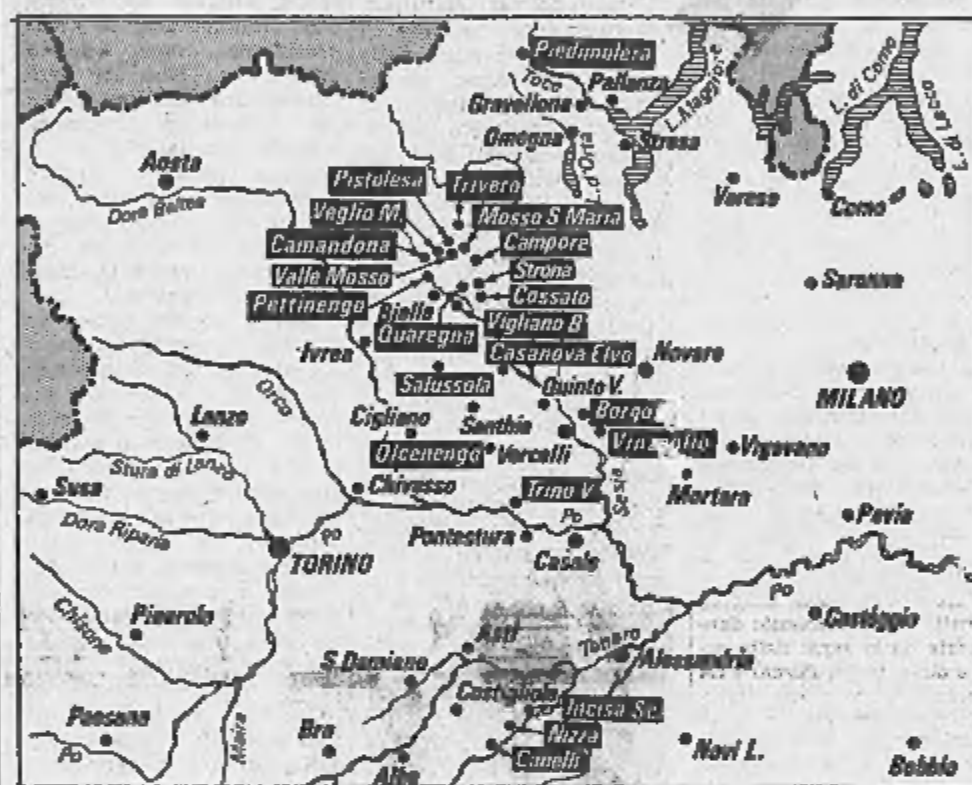 Piedimulera
Toce
Pallanza
Gravellona
Omegna
L. d'Orta
Stresa
L. Maggiore
L. di Como
L. di Lecco
Varese
Como
Aosta
Dora Baltea
Pistolesa
Trivero
Veglio M.
Mosso S Maria
Camandona
Campore
Valle Mosso
Strona
Pettinengo
Cossato
Biella
Vigliano B
Quaregna
Casanova Elvo
Saronno
Ivrea
Novara
MILANO
Salussola
Quinto V.
Orco
Lanzo
Cigliano
Santhia
Borgo
Olcenengo
Vercelli
Vigevano
Stura di Lanzo
Susa
Chivasso
Trino V.
Sesia
Mortara
Dora Riparia
Po
Po
Pontestura
Casale
Pavia
TORINO
Po
Chisone
Pinerolo
Asti
Tanaro
Alessandria
Casteggio
S. Damiano
Costigliole
Incisa Sc.
Paesana
Po
Maira
Bra
Alba
Nizza
Canelli
Novi L.
Bobbio